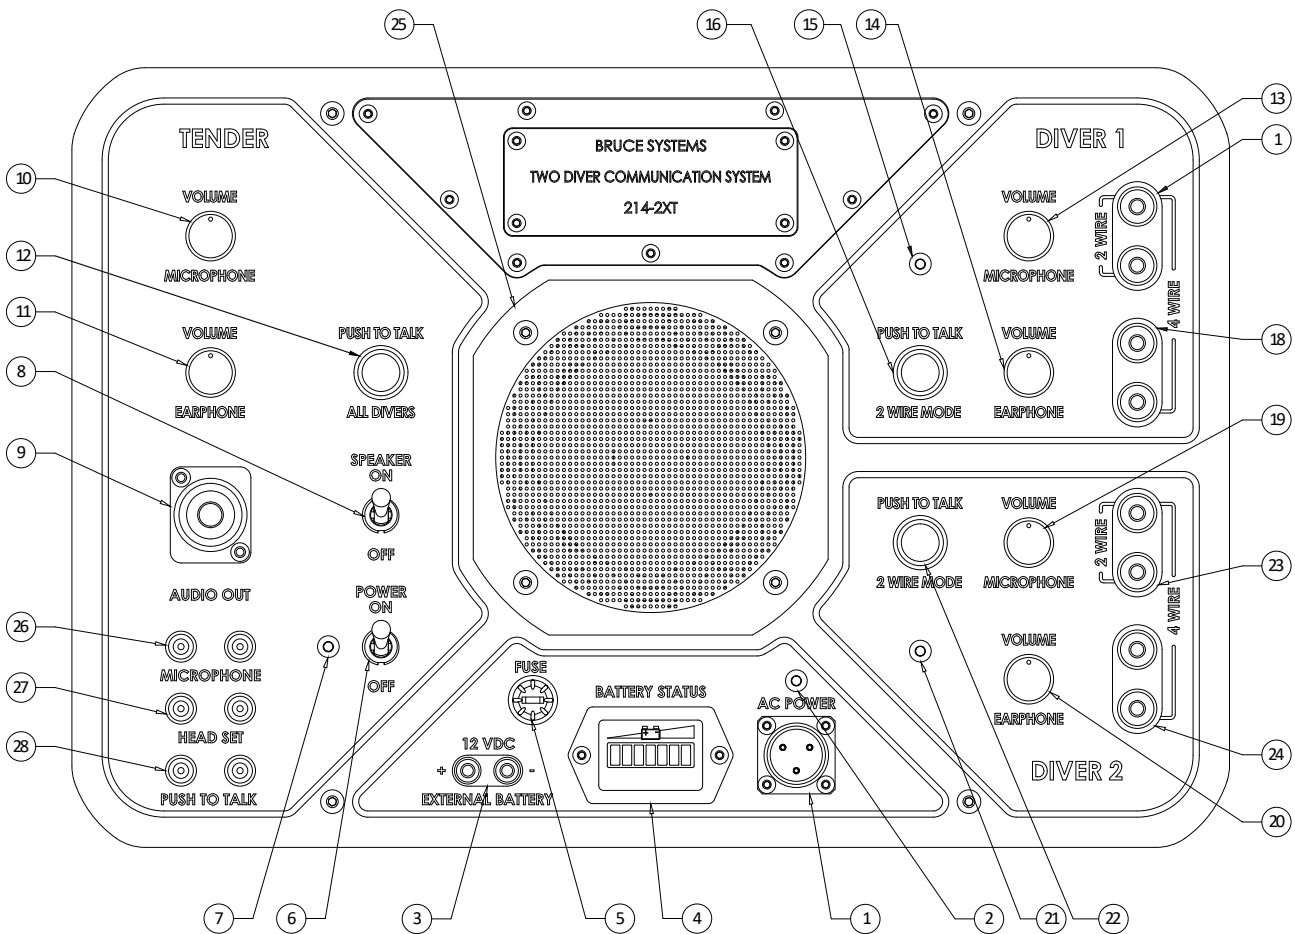 25
16
15
14
13
1
10
12
11
8
9
26
27
28
18
19
23
24
20
7
6
3
5
4
1
2
21
22
TENDER
VOLUME
MICROPHONE
VOLUME
EARPHONE
PUSH TO TALK
ALL DIVERS
SPEAKER
ON
OFF
POWER
ON
OFF
AUDIO OUT
MICROPHONE
HEAD SET
PUSH TO TALK
BRUCE SYSTEMS
TWO DIVER COMMUNICATION SYSTEM
214-2XT
DIVER 1
VOLUME
MICROPHONE
2 WIRE
4 WIRE
PUSH TO TALK
2 WIRE MODE
VOLUME
EARPHONE
PUSH TO TALK
2 WIRE MODE
VOLUME
MICROPHONE
2 WIRE
4 WIRE
VOLUME
EARPHONE
DIVER 2
FUSE
12 VDC
+ -
EXTERNAL BATTERY
BATTERY STATUS
- +
AC POWER